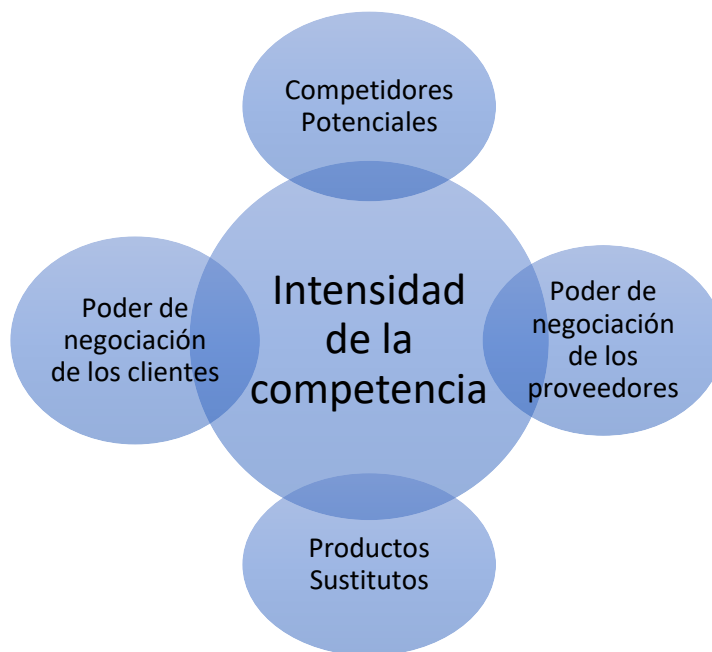 Competidores
Potenciales
Poder de
negociación
de los clientes
Intensidad
de la
competencia
Poder de
negociación
de los
proveedores
Productos
Sustitutos